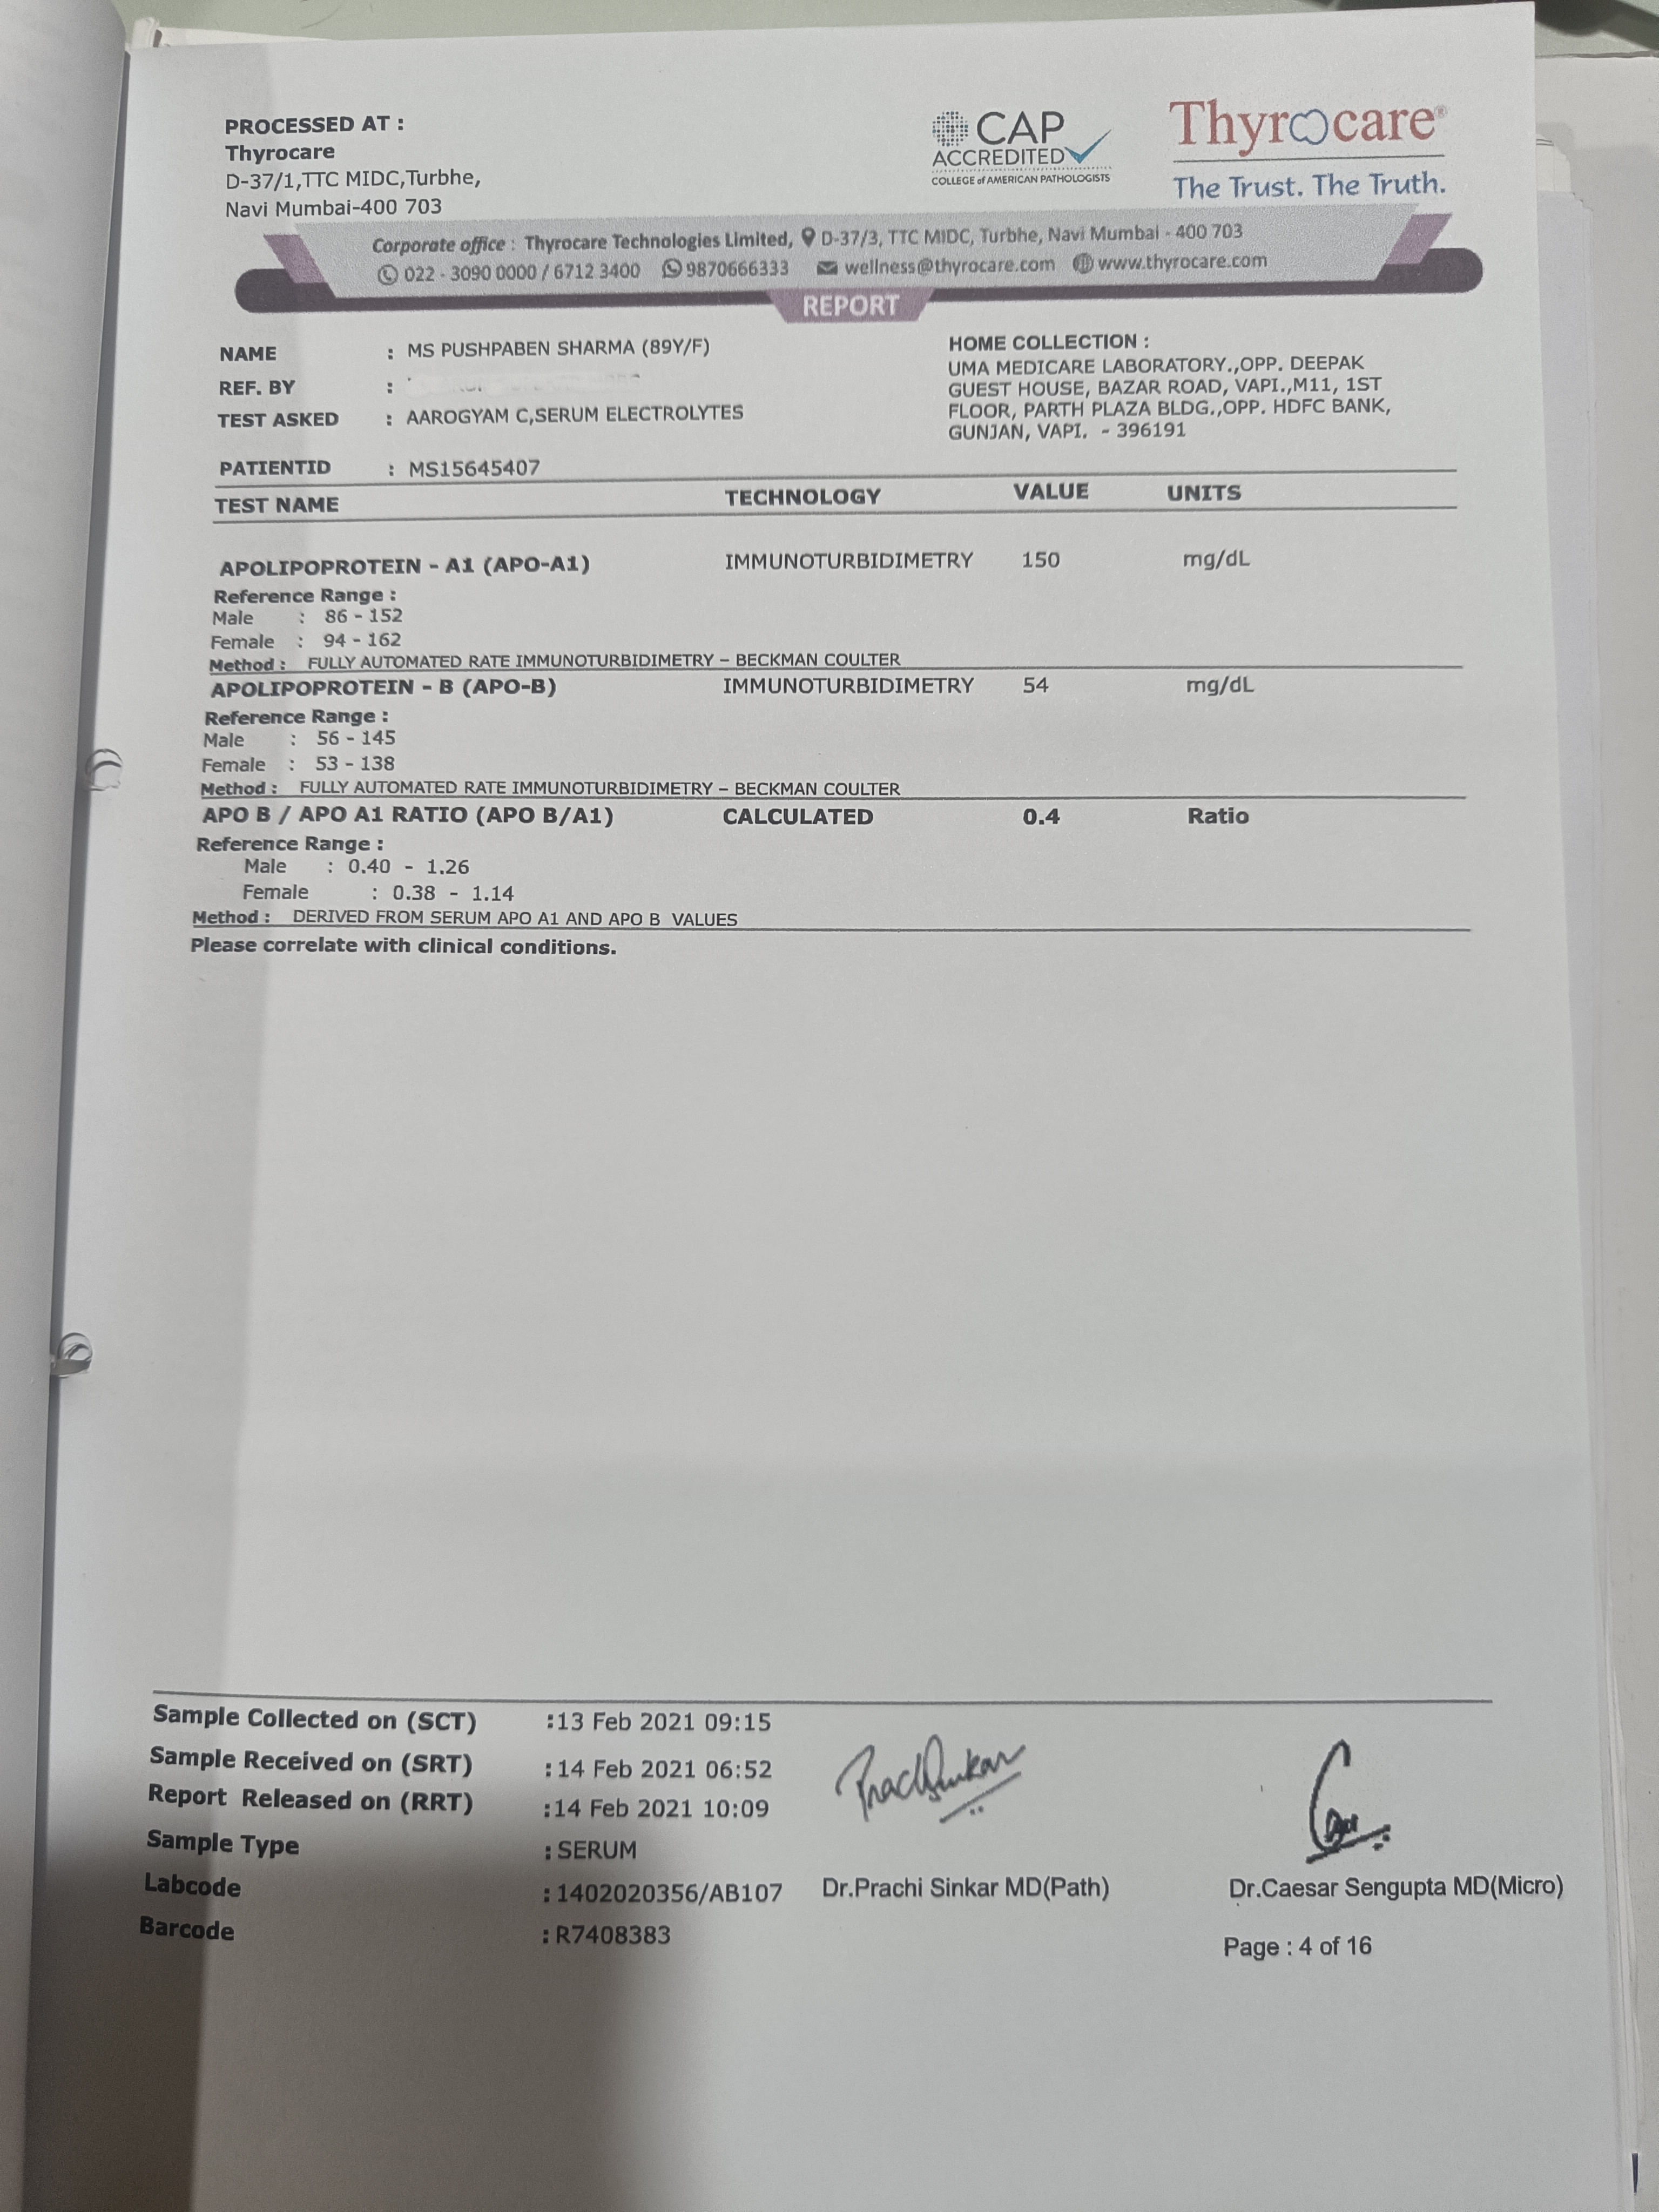 PROCESSED AT :
Thyrocare
D-37/1,TTC MIDC,Turbhe,
Navi Mumbai-400 703
CAP
ACCREDITED
COLLEGE of AMERICAN PATHOLOGISTS
Thyrocare®
The Trust. The Truth.
Corporate office : Thyrocare Technologies Limited, D-37/3, TTC MIDC, Turbhe, Navi Mumbai - 400 703
022 - 3090 0000 / 6712 3400 9870666333 wellness@thyrocare.com www.thyrocare.com
REPORT
NAME : MS PUSHPABEN SHARMA (89Y/F)
REF. BY :
TEST ASKED : AAROGYAM C,SERUM ELECTROLYTES
PATIENTID : MS15645407
HOME COLLECTION :
UMA MEDICARE LABORATORY.,OPP. DEEPAK
GUEST HOUSE, BAZAR ROAD, VAPI.,M11, 1ST
FLOOR, PARTH PLAZA BLDG.,OPP. HDFC BANK,
GUNJAN, VAPI. - 396191
TEST NAME TECHNOLOGY VALUE UNITS
APOLIPOPROTEIN - A1 (APO-A1) IMMUNOTURBIDIMETRY 150 mg/dL
Reference Range :
Male : 86 - 152
Female : 94 - 162
Method : FULLY AUTOMATED RATE IMMUNOTURBIDIMETRY – BECKMAN COULTER
APOLIPOPROTEIN - B (APO-B) IMMUNOTURBIDIMETRY 54 mg/dL
Reference Range :
Male : 56 - 145
Female : 53 - 138
Method : FULLY AUTOMATED RATE IMMUNOTURBIDIMETRY – BECKMAN COULTER
APO B / APO A1 RATIO (APO B/A1) CALCULATED 0.4 Ratio
Reference Range :
Male : 0.40 - 1.26
Female : 0.38 - 1.14
Method : DERIVED FROM SERUM APO A1 AND APO B VALUES
Please correlate with clinical conditions.
Sample Collected on (SCT) :13 Feb 2021 09:15
Sample Received on (SRT) :14 Feb 2021 06:52
Report Released on (RRT) :14 Feb 2021 10:09
Sample Type : SERUM
Labcode :1402020356/AB107
Barcode : R7408383
Dr.Prachi Sinkar MD(Path)
Dr.Caesar Sengupta MD(Micro)
Page : 4 of 16